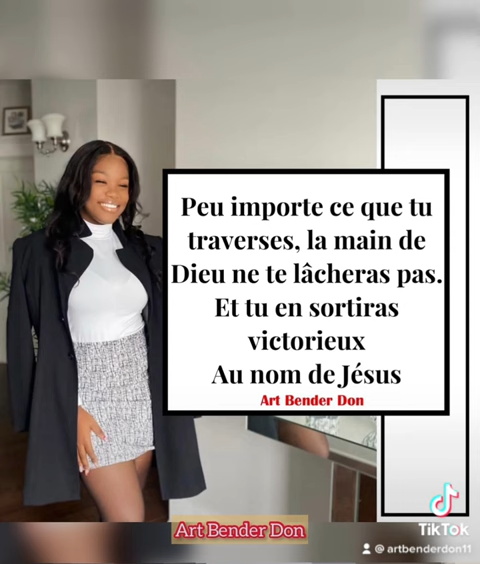 Peu importe ce que tu
traverses, la main de
Dieu ne te lâcheras pas.
Et tu en sortiras
victorieux
Au nom de Jésus
Art Bender Don
Art Bender Don
TikTok
@ artbenderdon11